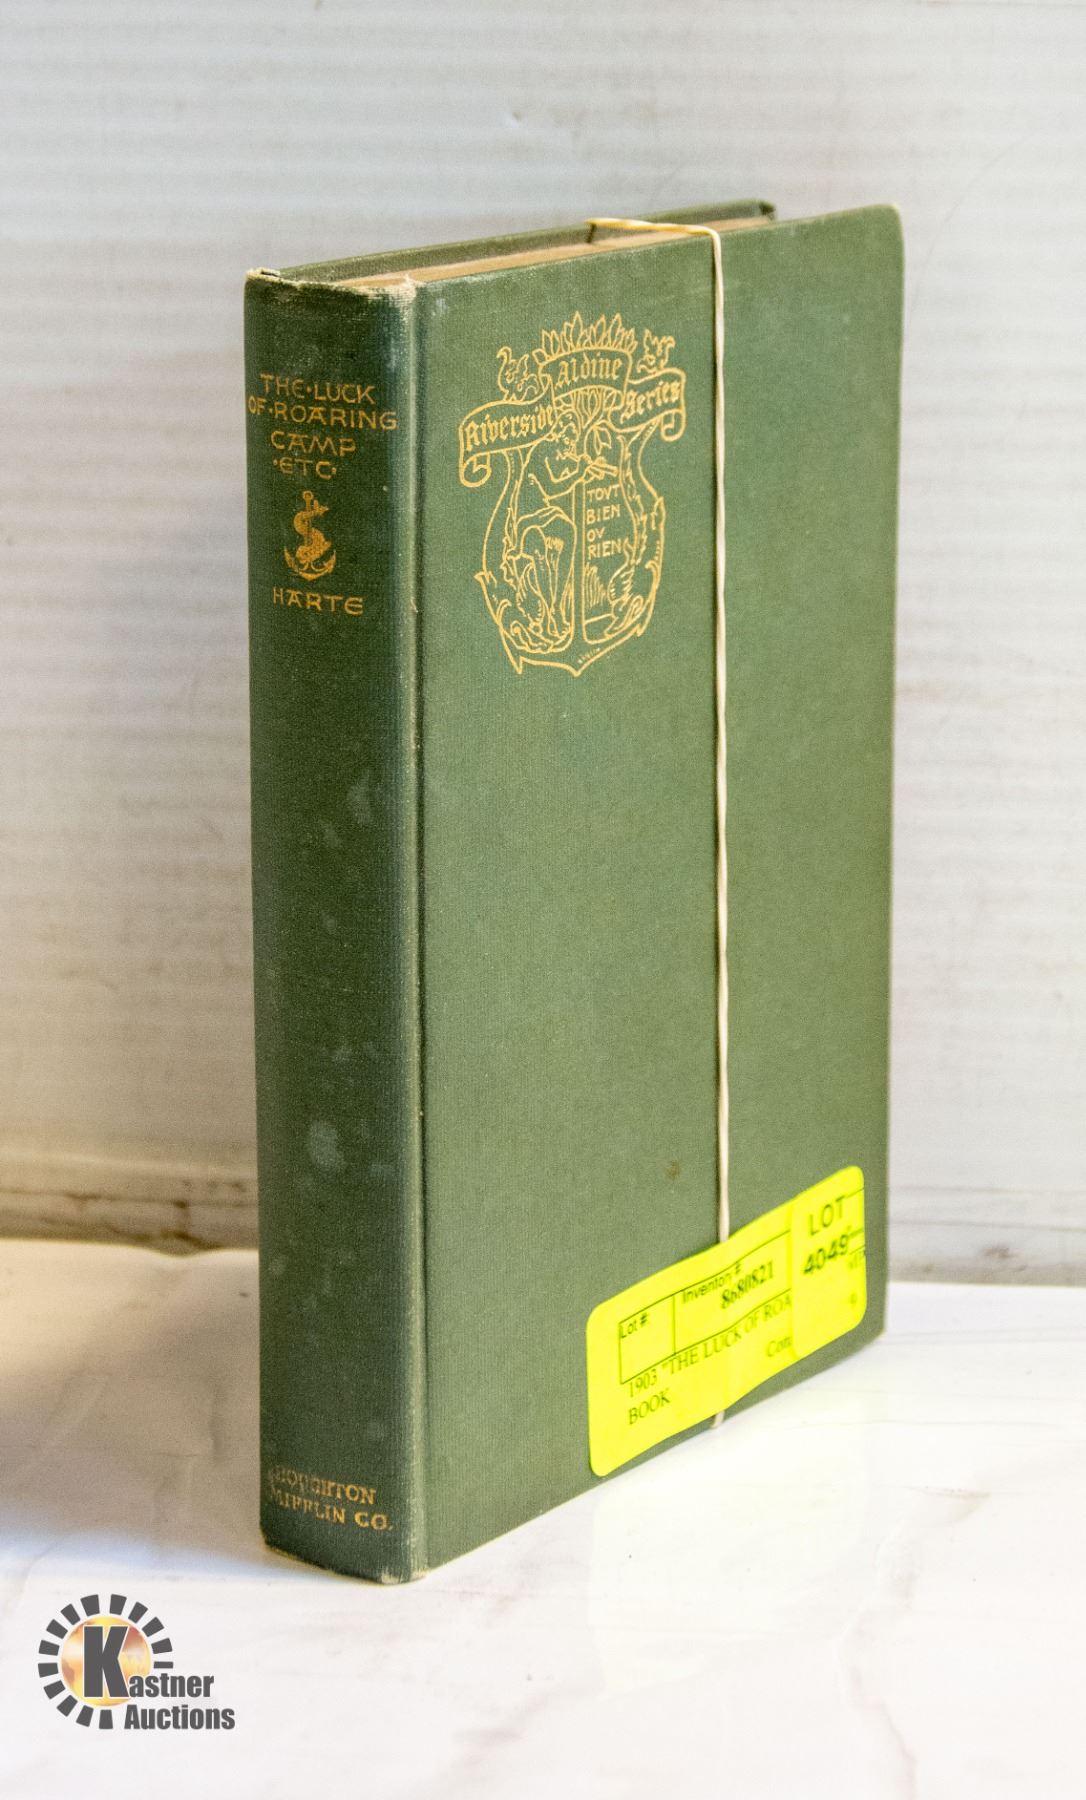 THE·LUCK
OF·ROARING
CAMP
·ETC·
HARTE
HOUGHTON
MIFFLIN CO.
Riverside Aldine Series
TOVT
BIEN
OV
RIEN
LOT
4049
Lot #:
Inventory #
8680821
1903 "THE LUCK OF ROA
BOOK
Kastner
Auctions